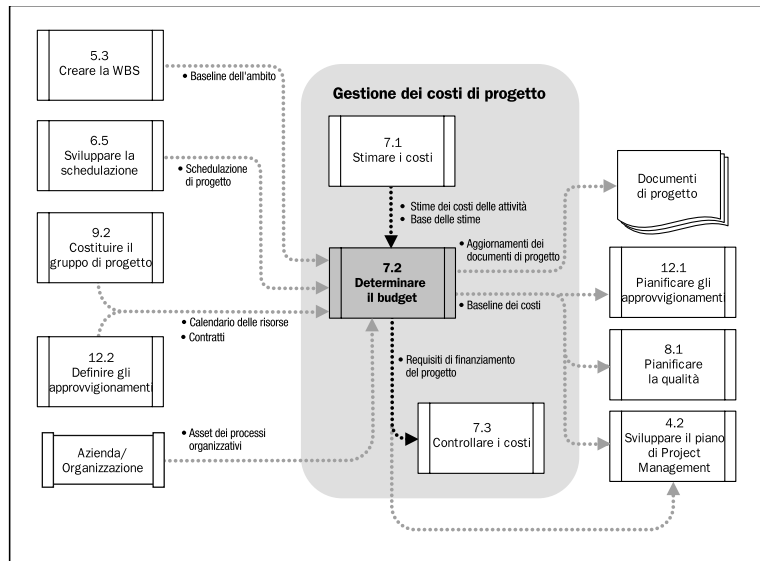 5.3
Creare la WBS
• Baseline dell'ambito
Gestione dei costi di progetto
6.5
Sviluppare la
schedulazione
• Schedulazione
di progetto
7.1
Stimare i costi
• Stime dei costi delle attività
• Base delle stime
Documenti
di progetto
9.2
Costituire il
gruppo di progetto
7.2
Determinare
il budget
• Aggiornamenti dei
documenti di progetto
• Baseline dei costi
12.1
Pianificare gli
approvvigionamenti
• Calendario delle risorse
• Contratti
12.2
Definire gli
approvvigionamenti
• Requisiti di finanziamento
del progetto
8.1
Pianificare
la qualità
Azienda/
Organizzazione
• Asset dei processi
organizzativi
7.3
Controllare i costi
4.2
Sviluppare il piano
di Project
Management